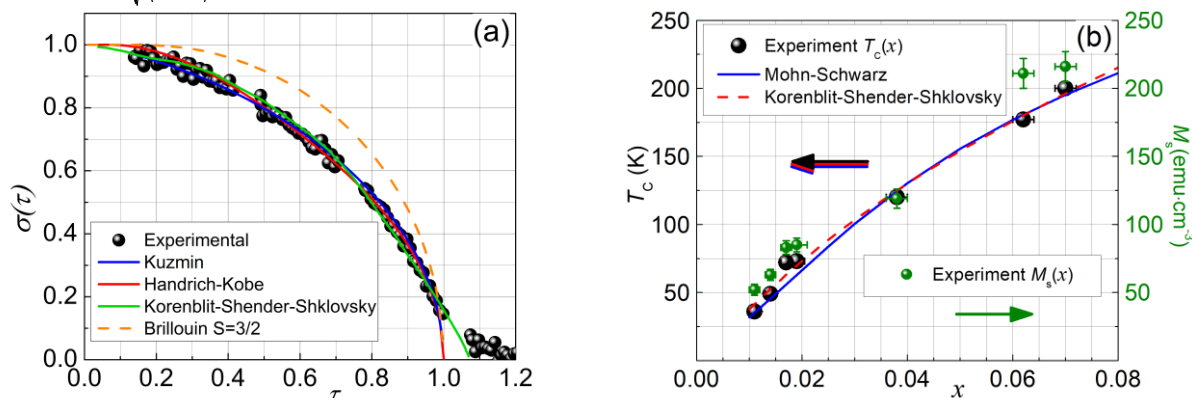 (a)
1.0
0.8
0.6
0.4
0.2
0.0
σ(τ)
Experimental
Kuzmin
Handrich-Kobe
Korenblit-Shender-Shklovsky
Brillouin S=3/2
0.0 0.2 0.4 0.6 0.8 1.0 1.2
τ
(b)
250
200
150
100
50
0
T_C (K)
Experiment T_c(x)
Mohn-Schwarz
Korenblit-Shender-Shklovsky
Experiment M_s(x)
250
200
150
100
50
0
M_s (emu·cm⁻³)
0.00 0.02 0.04 0.06 0.08
x